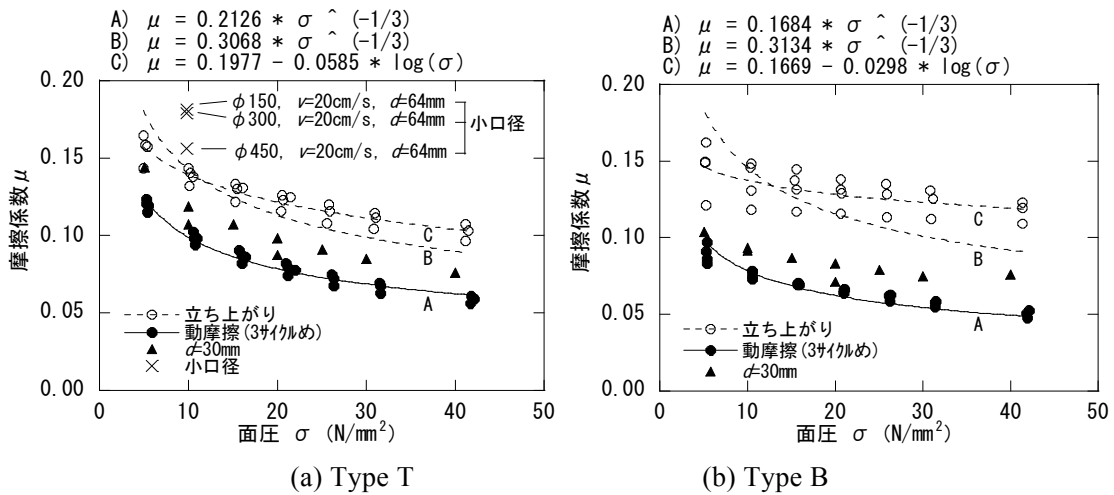 A) μ = 0.2126 * σ ^ (-1/3)
B) μ = 0.3068 * σ ^ (-1/3)
C) μ = 0.1977 - 0.0585 * log(σ)
0.20
0.15
0.10
0.05
0.00
摩擦係数μ
φ150, v=20cm/s, d=64mm
φ300, v=20cm/s, d=64mm
φ450, v=20cm/s, d=64mm
小口径
C
B
A
立ち上がり
動摩擦(3ｻｲｸﾙめ)
d=30mm
小口径
0 10 20 30 40 50
面圧 σ (N/mm²)
(a) Type T
A) μ = 0.1684 * σ ^ (-1/3)
B) μ = 0.3134 * σ ^ (-1/3)
C) μ = 0.1669 - 0.0298 * log(σ)
0.20
0.15
0.10
0.05
0.00
摩擦係数μ
C
B
A
立ち上がり
動摩擦(3ｻｲｸﾙめ)
d=30mm
0 10 20 30 40 50
面圧 σ (N/mm²)
(b) Type B